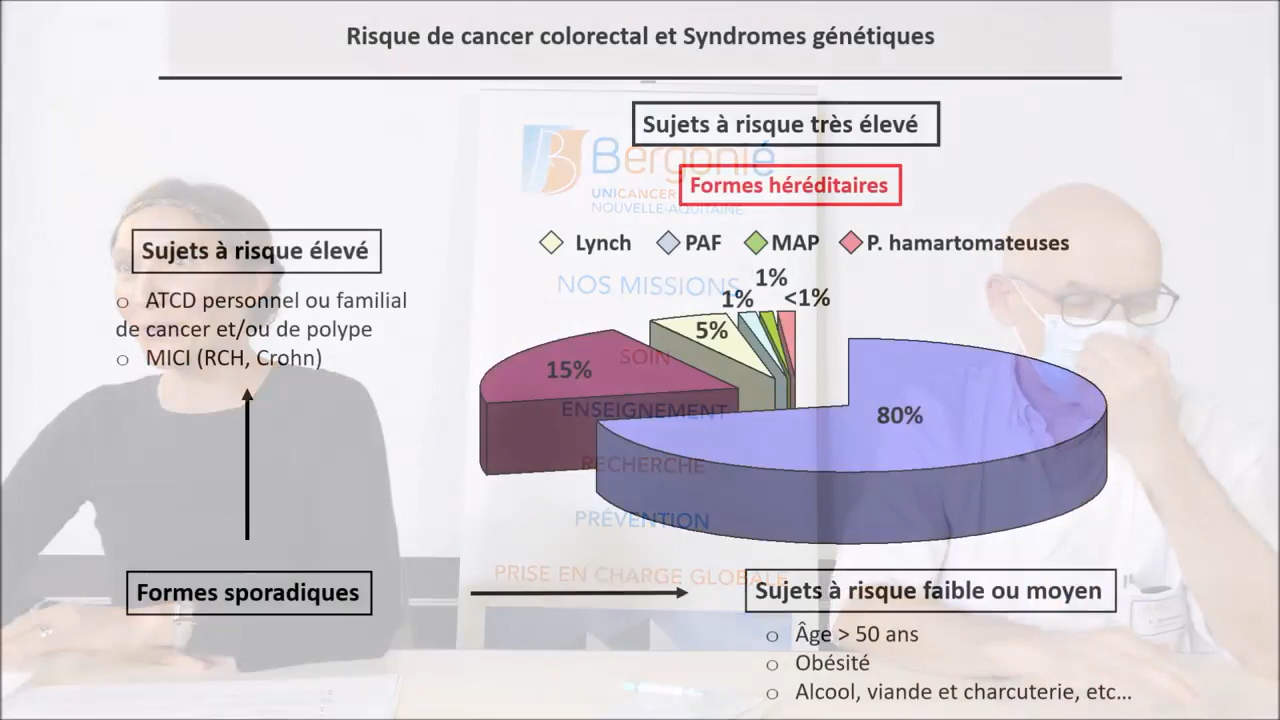 Risque de cancer colorectal et Syndromes génétiques
Sujets à risque très élevé
Bergonié
UNICANCER
NOUVELLE-AQUITAINE
Formes héréditaires
Lynch
PAF
MAP
P. hamartomateuses
Sujets à risque élevé
o ATCD personnel ou familial
de cancer et/ou de polype
o MICI (RCH, Crohn)
NOS MISSIONS
1%
1%
<1%
5%
15%
80%
SOIN
ENSEIGNEMENT
RECHERCHE
PRÉVENTION
PRISE EN CHARGE GLOBALE
Formes sporadiques
Sujets à risque faible ou moyen
o Âge > 50 ans
o Obésité
o Alcool, viande et charcuterie, etc...